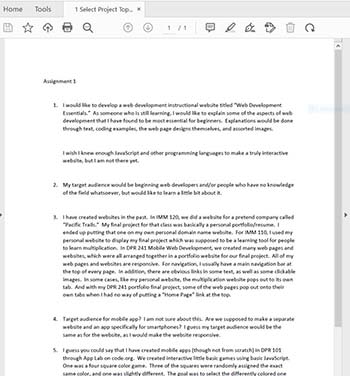 Home Tools 1 Select Project Top... ×
1 / 1
Assignment 1
1. I would like to develop a web development instructional website titled "Web Development
Essentials." As someone who is still learning, I would like to explain some of the aspects of web
development that I have found to be most essential for beginners. Explanations would be done
through text, coding examples, the web page designs themselves, and assorted images.
I wish I knew enough JavaScript and other programming languages to make a truly interactive
website, but I am not there yet.
2. My target audience would be beginning web developers and/or people who have no knowledge
of the field whatsoever, but would like to learn a little bit about it.
3. I have created websites in the past. In IMM 120, we did a website for a pretend company called
"Pacific Trails." My final project for that class was basically a personal portfolio/resume. I
ended up putting that one on my own personal domain name website. For IMM 110, I used my
personal website to display my final project which was supposed to be a learning tool for people
to learn multiplication. In DPR 241 Mobile Web Development, we created many web pages and
websites, which were all arranged together in a portfolio website for our final project. All of my
web pages and websites are responsive. For navigation, I usually have a main navigation bar at
the top of every page. In addition, there are obvious links in some text, as well as some clickable
images. In some cases, like my personal website, the multiplication website pops out to its own
tab. And with my DPR 241 portfolio final project, some of the web pages pop out onto their
own tabs when I had no way of putting a "Home Page" link at the top.
4. Target audience for mobile app? I am not sure about this. Are we supposed to make a separate
website and an app specifically for smartphones? I guess my target audience would be the
same as for the website, as I would make the website responsive.
5. I guess you could say that I have created mobile apps (though not from scratch) in DPR 101
through App Lab on code.org. We created interactive little basic games using basic JavaScript.
One was a four square color game. Three of the squares were randomly assigned the exact
same color, and one was slightly different. The goal was to select the differently colored one